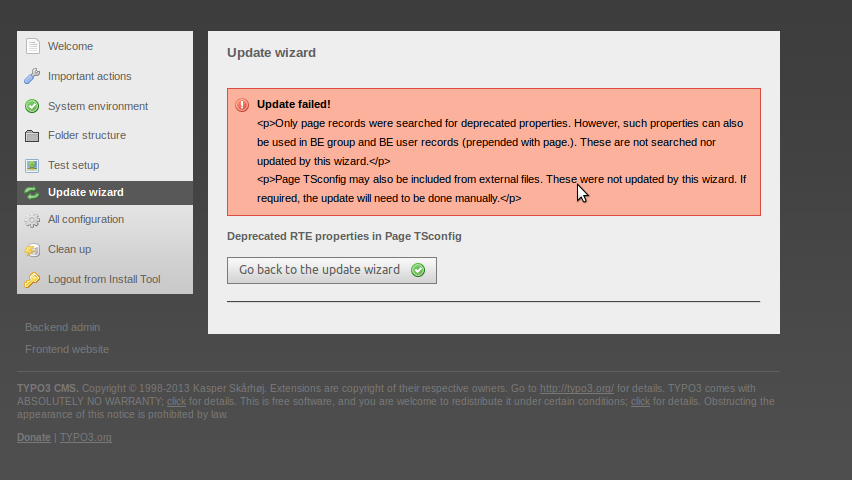 Welcome
Important actions
System environment
Folder structure
Test setup
Update wizard
All configuration
Clean up
Logout from Install Tool
Backend admin
Frontend website
Update wizard
Update failed!
<p>Only page records were searched for deprecated properties. However, such properties can also
be used in BE group and BE user records (prepended with page.). These are not searched nor
updated by this wizard.</p>
<p>Page TSconfig may also be included from external files. These were not updated by this wizard. If
required, the update will need to be done manually.</p>
Deprecated RTE properties in Page TSconfig
Go back to the update wizard
TYPO3 CMS. Copyright © 1998-2013 Kasper Skårhøj. Extensions are copyright of their respective owners. Go to http://typo3.org/ for details. TYPO3 comes with
ABSOLUTELY NO WARRANTY; click for details. This is free software, and you are welcome to redistribute it under certain conditions; click for details. Obstructing the
appearance of this notice is prohibited by law.
Donate | TYPO3.org